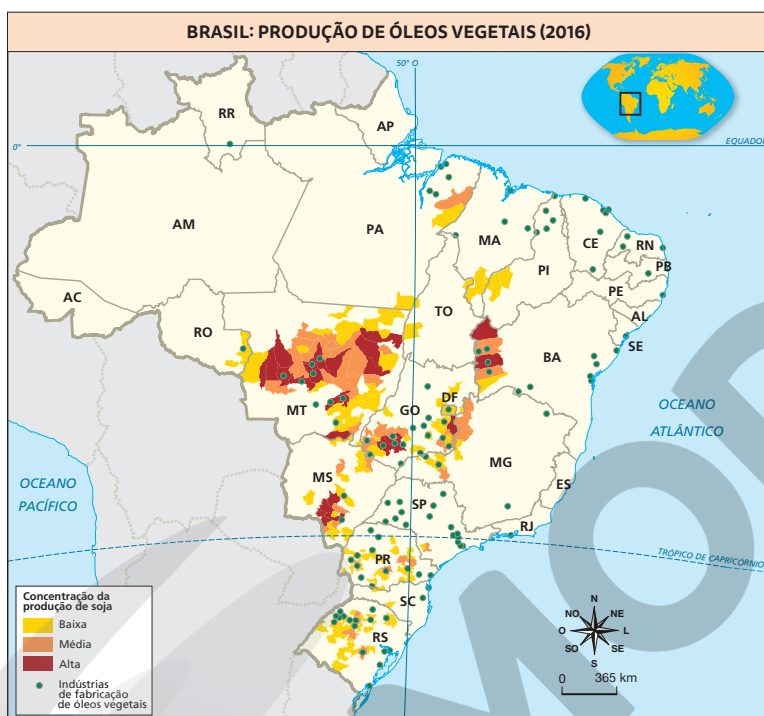 BRASIL: PRODUÇÃO DE ÓLEOS VEGETAIS (2016)
50° O
RR
AP
0°
EQUADOR
AM
PA
MA
CE
RN
PB
PI
PE
AC
TO
AL
RO
SE
BA
MT
GO
DF
OCEANO
ATLÂNTICO
MG
MS
ES
OCEANO
PACÍFICO
SP
RJ
TRÓPICO DE CAPRICÓRNIO
PR
SC
RS
Concentração da
produção de soja
Baixa
Média
Alta
Indústrias
de fabricação
de óleos vegetais
N
NO
NE
O
L
SO
SE
S
0
365 km